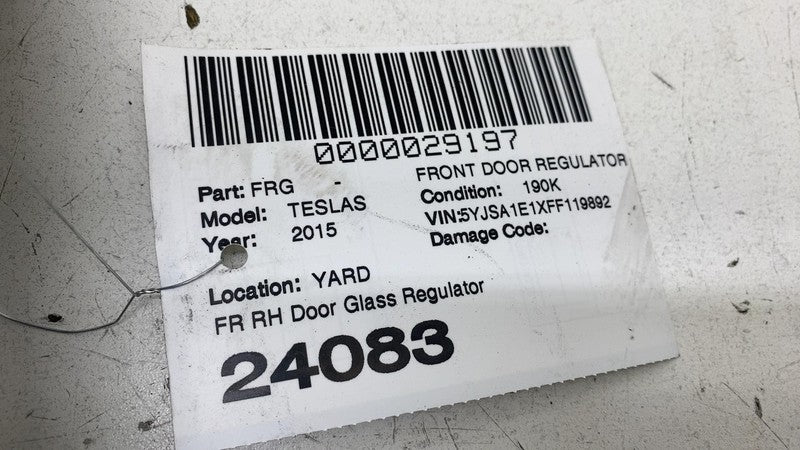 0000029197
Part: FRG - FRONT DOOR REGULATOR
Model: TESLAS Condition: 190K
Year: 2015 VIN:5YJSA1E1XFF119892
Damage Code:
Location: YARD
FR RH Door Glass Regulator
24083